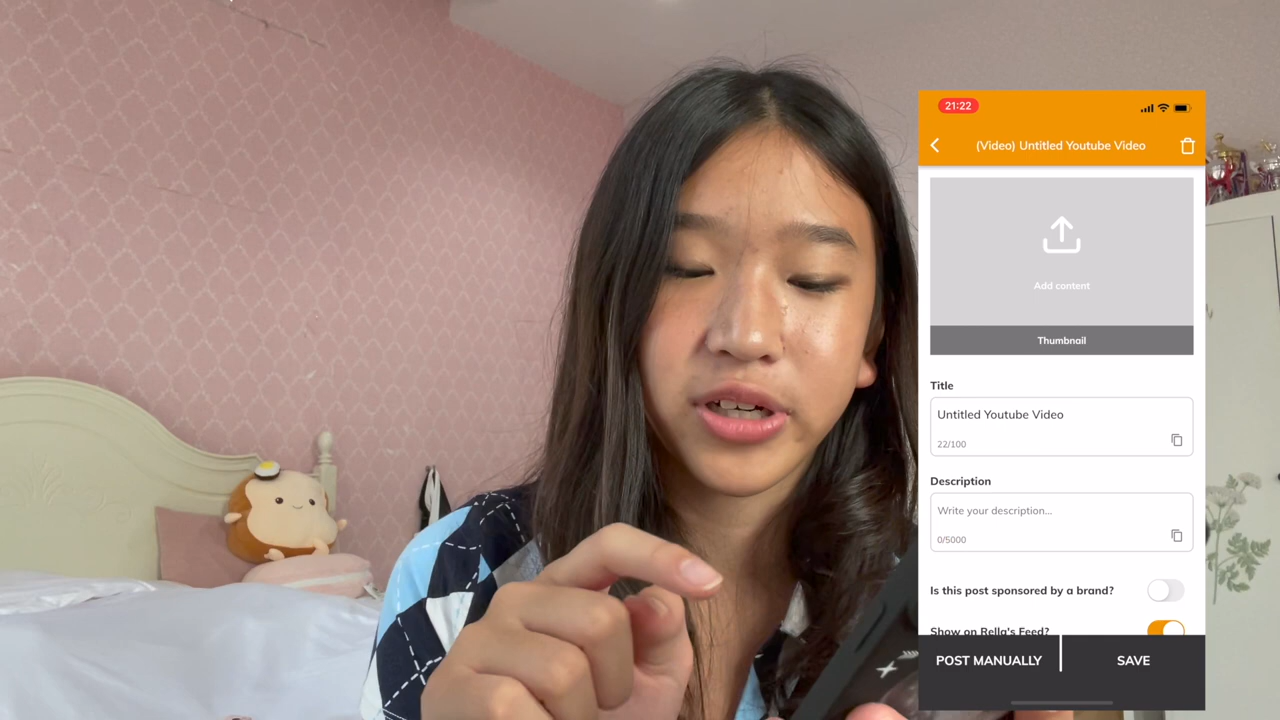 21:22
(Video) Untitled Youtube Video
Add content
Thumbnail
Title
Untitled Youtube Video
22/100
Description
Write your description...
0/5000
Is this post sponsored by a brand?
Show on Rella's Feed?
POST MANUALLY
SAVE